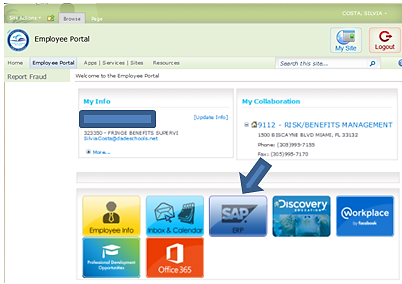 Site Actions
Browse
Page
COSTA, SILVIA
Employee Portal
My Site
Logout
Home
Employee Portal
Apps | Services | Sites
Resources
Search this site...
Report Fraud
Welcome to the Employee Portal
My Info
[Update Info]
323350 - FRINGE BENEFITS SUPERVI
SilviaCosta@dadeschools.net
More...
My Collaboration
9112 - RISK/BENEFITS MANAGEMENT
1500 BISCAYNE BLVD MIAMI, FL 33132
Phone: (305)995-7155
Fax: (305)995-7170
Employee Info
Inbox & Calendar
SAP
ERP
Discovery
EDUCATION
Workplace
by facebook
Professional Development
Opportunities
Office 365